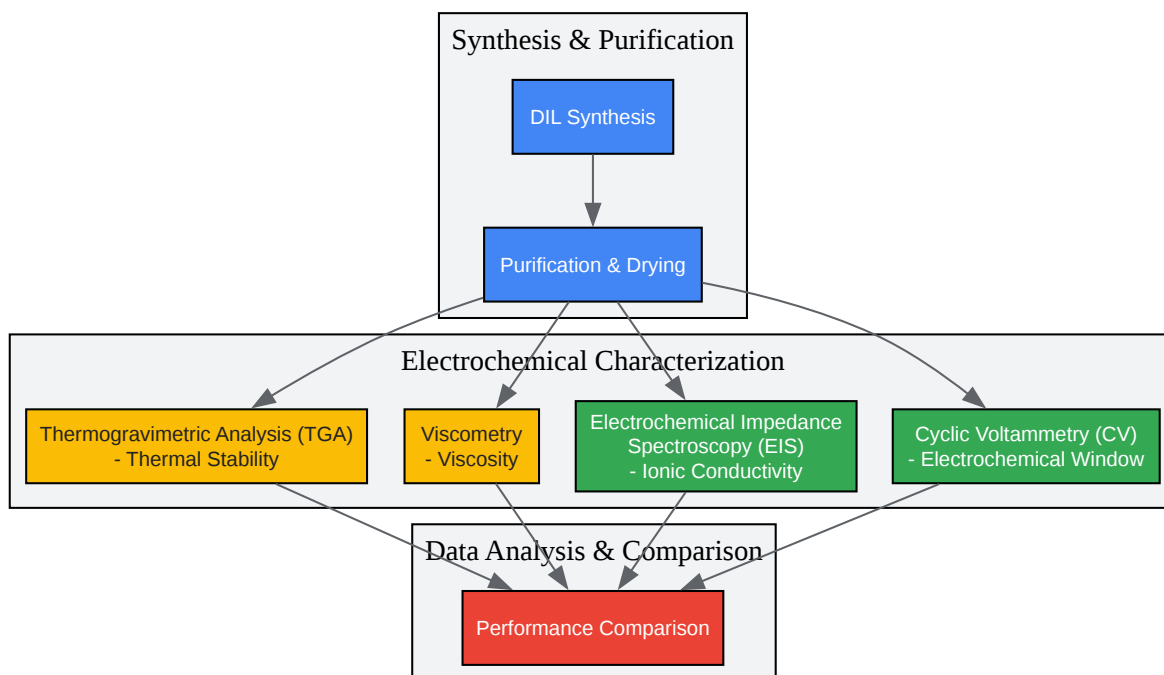 Synthesis & Purification
DIL Synthesis
Purification & Drying
Electrochemical Characterization
Thermogravimetric Analysis (TGA)
- Thermal Stability
Viscometry
- Viscosity
Electrochemical Impedance
Spectroscopy (EIS)
- Ionic Conductivity
Cyclic Voltammetry (CV)
- Electrochemical Window
Data Analysis & Comparison
Performance Comparison